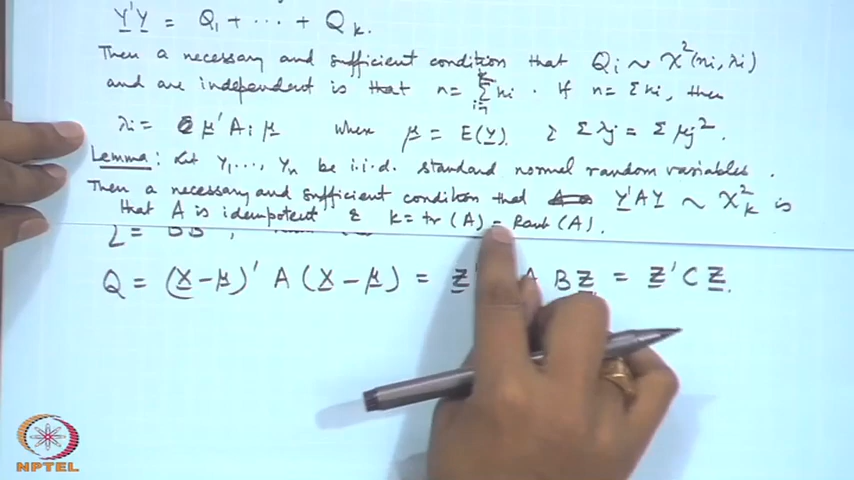 Y'Y = Q₁ + ··· + Qₖ.
Then a necessary and sufficient condition that Qᵢ ~ χ²(nᵢ, λᵢ)
and are independent is that n = Σᵢ₌₁ᵏ nᵢ . If n = Σnᵢ, then
λᵢ = μ'Aᵢμ where μ = E(Y). & Σλⱼ = Σμⱼ².
Lemma: Let Y₁,..., Yₙ be i.i.d. standard normal random variables.
Then a necessary and sufficient condition that Y'AY ~ χ²ₖ is
that A is idempotent & k = tr(A) = Rank(A).
Q = (X-μ)' A (X-μ) = Z' A B Z = Z'C Z.
NPTEL